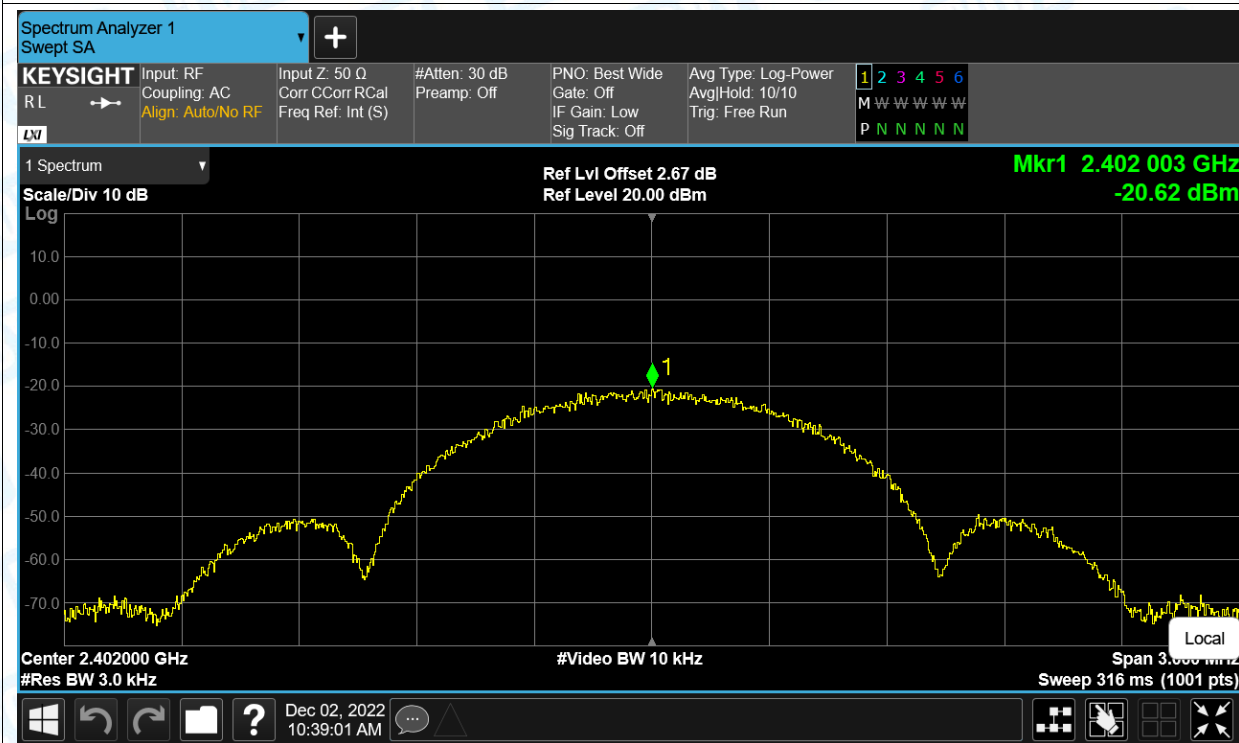 Spectrum Analyzer 1
Swept SA
KEYSIGHT
RL
LXI
Input: RF
Coupling: AC
Align: Auto/No RF
Input Z: 50 Ω
Corr CCorr RCal
Freq Ref: Int (S)
#Atten: 30 dB
Preamp: Off
PNO: Best Wide
Gate: Off
IF Gain: Low
Sig Track: Off
Avg Type: Log-Power
Avg|Hold: 10/10
Trig: Free Run
1 2 3 4 5 6
M W W W W W
P N N N N N
1 Spectrum
Scale/Div 10 dB
Log
Ref Lvl Offset 2.67 dB
Ref Level 20.00 dBm
Mkr1 2.402 003 GHz
-20.62 dBm
10.0
0.00
-10.0
1
-20.0
-30.0
-40.0
-50.0
-60.0
-70.0
Local
Center 2.402000 GHz
#Res BW 3.0 kHz
#Video BW 10 kHz
Span
Sweep 316 ms (1001 pts)
?
Dec 02, 2022
10:39:01 AM